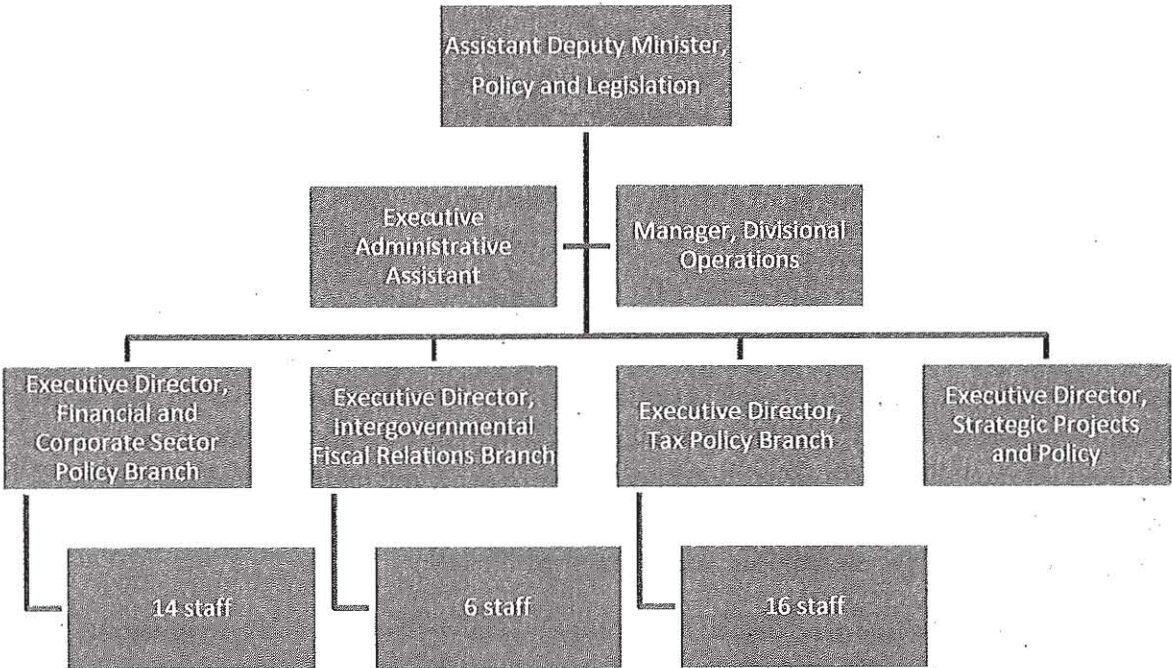 Assistant Deputy Minister,
Policy and Legislation
Executive
Administrative
Assistant
Manager, Divisional
Operations
Executive Director,
Financial and
Corporate Sector
Policy Branch
Executive Director,
Intergovernmental
Fiscal Relations Branch
Executive Director,
Tax Policy Branch
Executive Director,
Strategic Projects
and Policy
14 staff
6 staff
16 staff